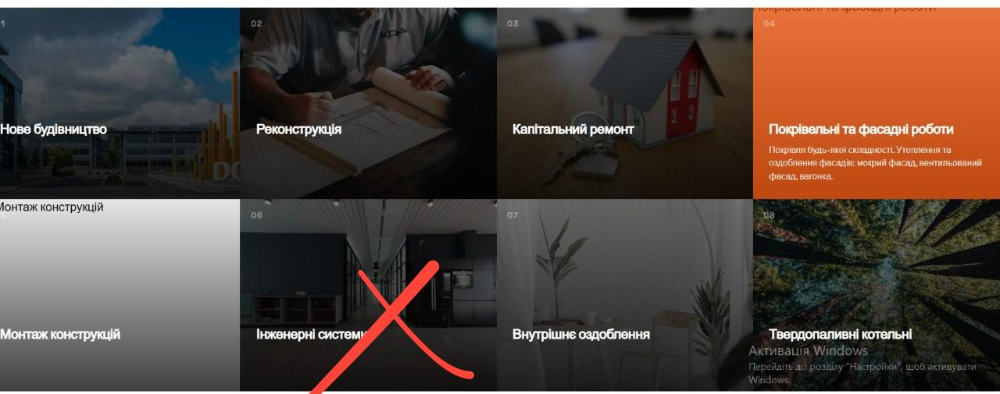 Покрівельні та фасадні роботи
1
02
03
04
Нове будівництво
Реконструкція
Капітальний ремонт
Покрівельні та фасадні роботи
Покрівля будь-якої складності. Утеплення та
оздоблення фасадів: мокрий фасад, вентильований
фасад, вагонка.
Монтаж конструкцій
06
07
08
Монтаж конструкцій
Інженерні системи
Внутрішнє оздоблення
Твердопаливні котельні
Активація Windows
Перейдіть до розділу "Настройки", щоб активувати
Windows.